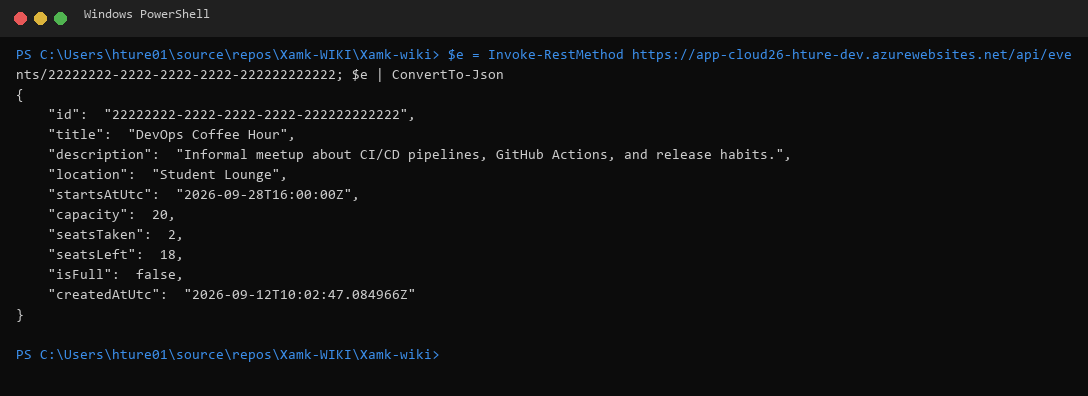 Windows PowerShell
PS C:\Users\hture01\source\repos\Xamk-WIKI\Xamk-wiki> $e = Invoke-RestMethod https://app-cloud26-hture-dev.azurewebsites.net/api/eve
nts/22222222-2222-2222-2222-222222222222; $e | ConvertTo-Json
{
    "id":  "22222222-2222-2222-2222-222222222222",
    "title":  "DevOps Coffee Hour",
    "description":  "Informal meetup about CI/CD pipelines, GitHub Actions, and release habits.",
    "location":  "Student Lounge",
    "startsAtUtc":  "2026-09-28T16:00:00Z",
    "capacity":  20,
    "seatsTaken":  2,
    "seatsLeft":  18,
    "isFull":  false,
    "createdAtUtc":  "2026-09-12T10:02:47.084966Z"
}
PS C:\Users\hture01\source\repos\Xamk-WIKI\Xamk-wiki>